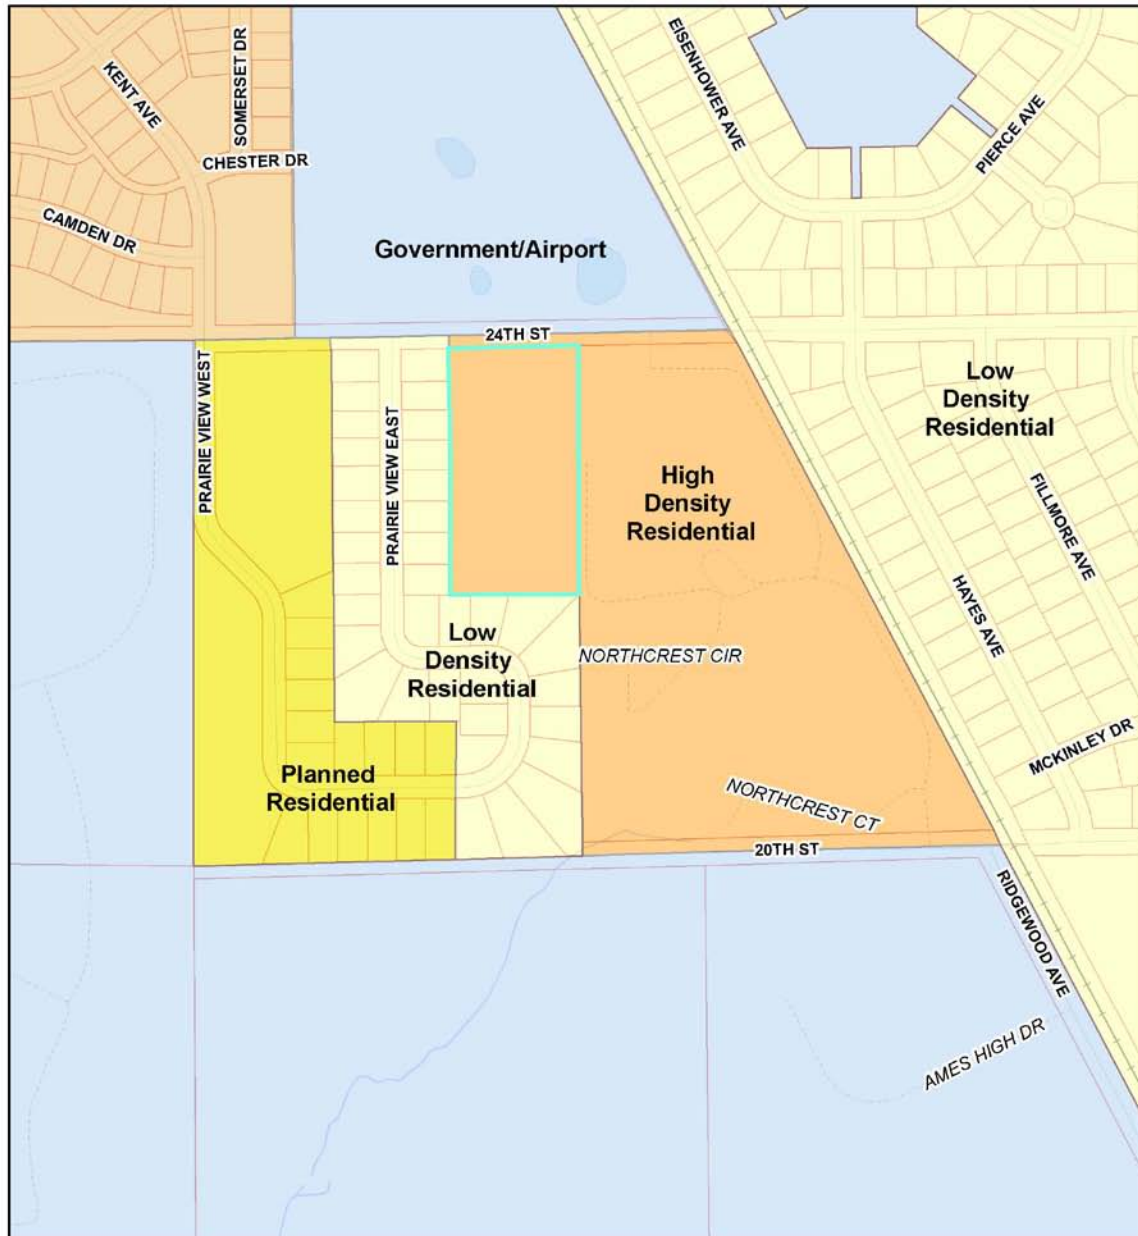 EISENHOWER AVE
SOMERSET DR
KENT AVE
PIERCE AVE
CHESTER DR
CAMDEN DR
Government/Airport
24TH ST
PRAIRIE VIEW WEST
PRAIRIE VIEW EAST
Low
Density
Residential
High
Density
Residential
FILLMORE AVE
HAYES AVE
Low
Density
Residential
NORTHCREST CIR
MCKINLEY DR
Planned
Residential
NORTHCREST CT
20TH ST
RIDGEWOOD AVE
AMES HIGH DR